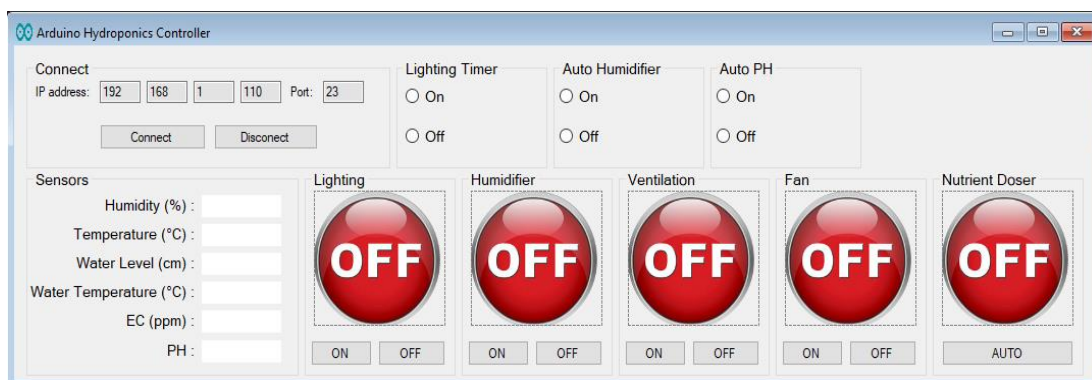 Arduino Hydroponics Controller
Connect
IP address: 192 168 1 110 Port: 23
Connect Disconect
Lighting Timer
On
Off
Auto Humidifier
On
Off
Auto PH
On
Off
Sensors
Humidity (%) :
Temperature (°C) :
Water Level (cm) :
Water Temperature (°C) :
EC (ppm) :
PH :
Lighting
OFF
ON OFF
Humidifier
OFF
ON OFF
Ventilation
OFF
ON OFF
Fan
OFF
ON OFF
Nutrient Doser
OFF
AUTO